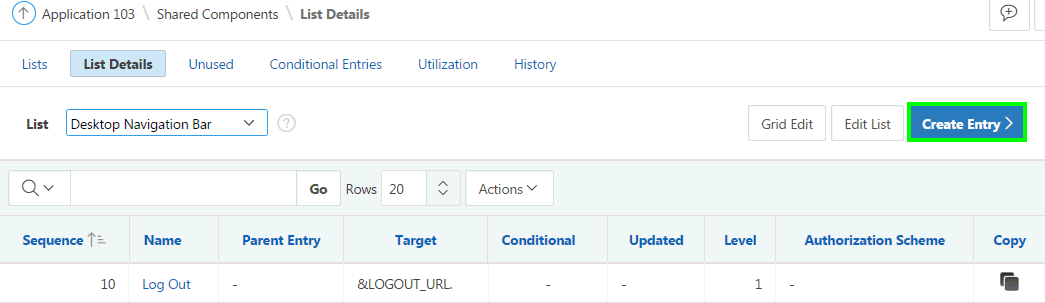 Application 103 \ Shared Components \ List Details
Lists List Details Unused Conditional Entries Utilization History
List Desktop Navigation Bar ? Grid Edit Edit List Create Entry >
Go Rows 20 Actions
Sequence Name Parent Entry Target Conditional Updated Level Authorization Scheme Copy
10 Log Out - &LOGOUT_URL. - - 1 -